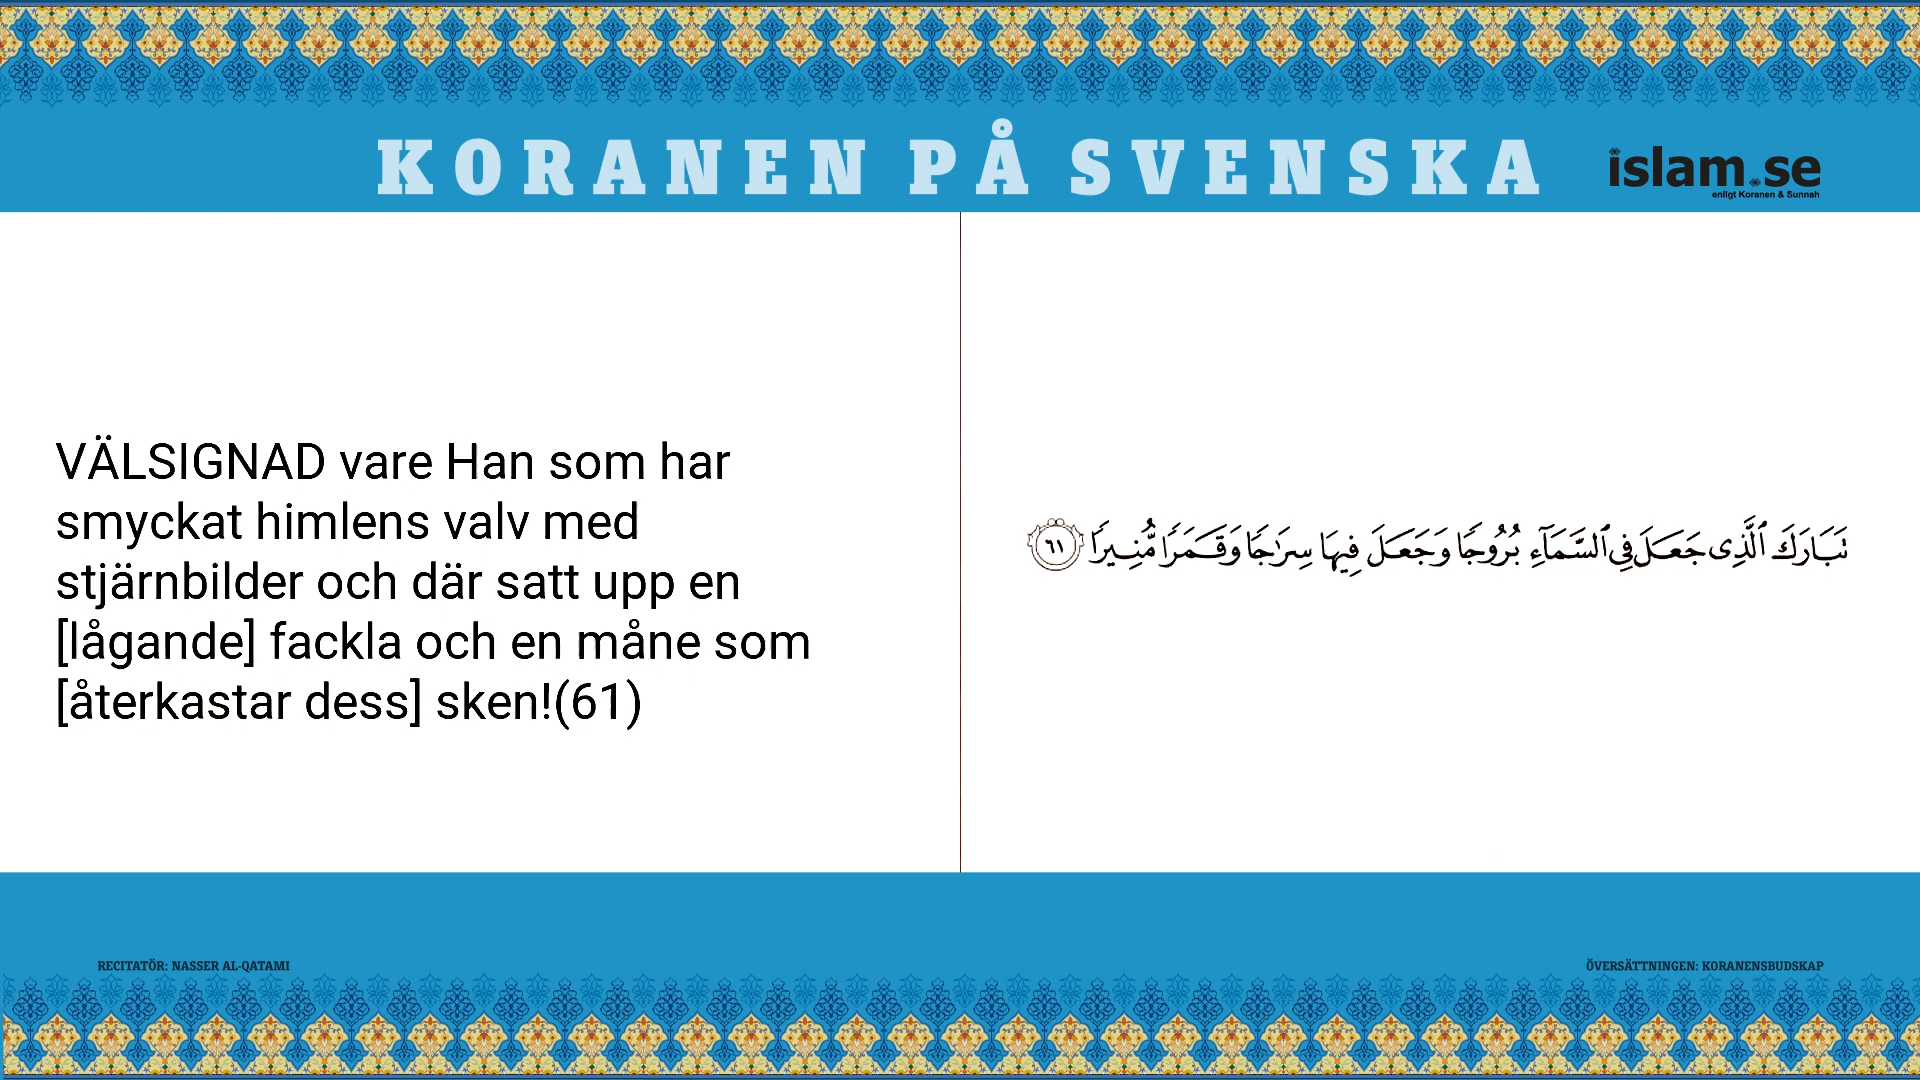 KORANEN PÅ SVENSKA
islam.se
enligt Koranen & Sunnah
VÄLSIGNAD vare Han som har
smyckat himlens valv med
stjärnbilder och där satt upp en
[lågande] fackla och en måne som
[återkastar dess] sken!(61)
تَبَارَكَ ٱلَّذِى جَعَلَ فِى ٱلسَّمَآءِ بُرُوجًا وَجَعَلَ فِيهَا سِرَٰجًا وَقَمَرًا مُّنِيرًا ٦١
RECITATÖR: NASSER AL-QATAMI
ÖVERSÄTTNINGEN: KORANENSBUDSKAP